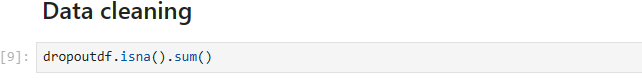 Data cleaning
[9]: dropoutdf.isna().sum()